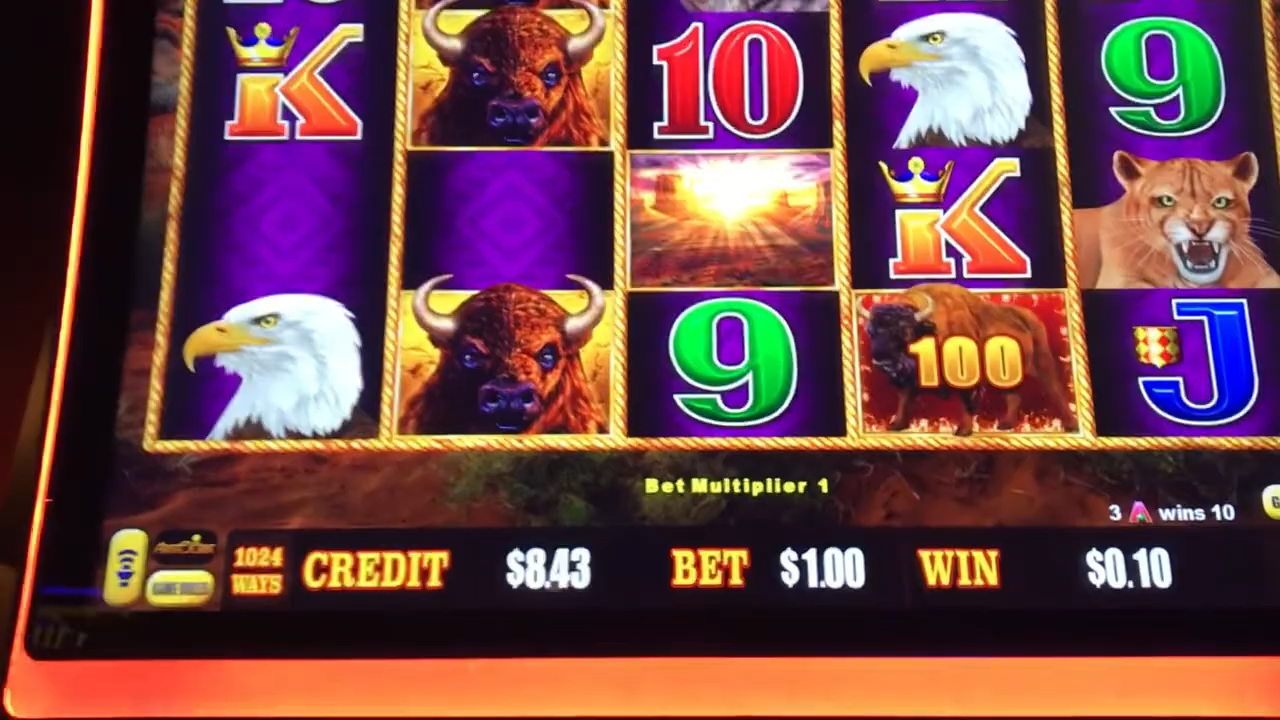 K 10 9
K
9 100 J
Bet Multiplier 1
3 A wins 10
1024 WAYS CREDIT $8.43 BET $1.00 WIN $0.10